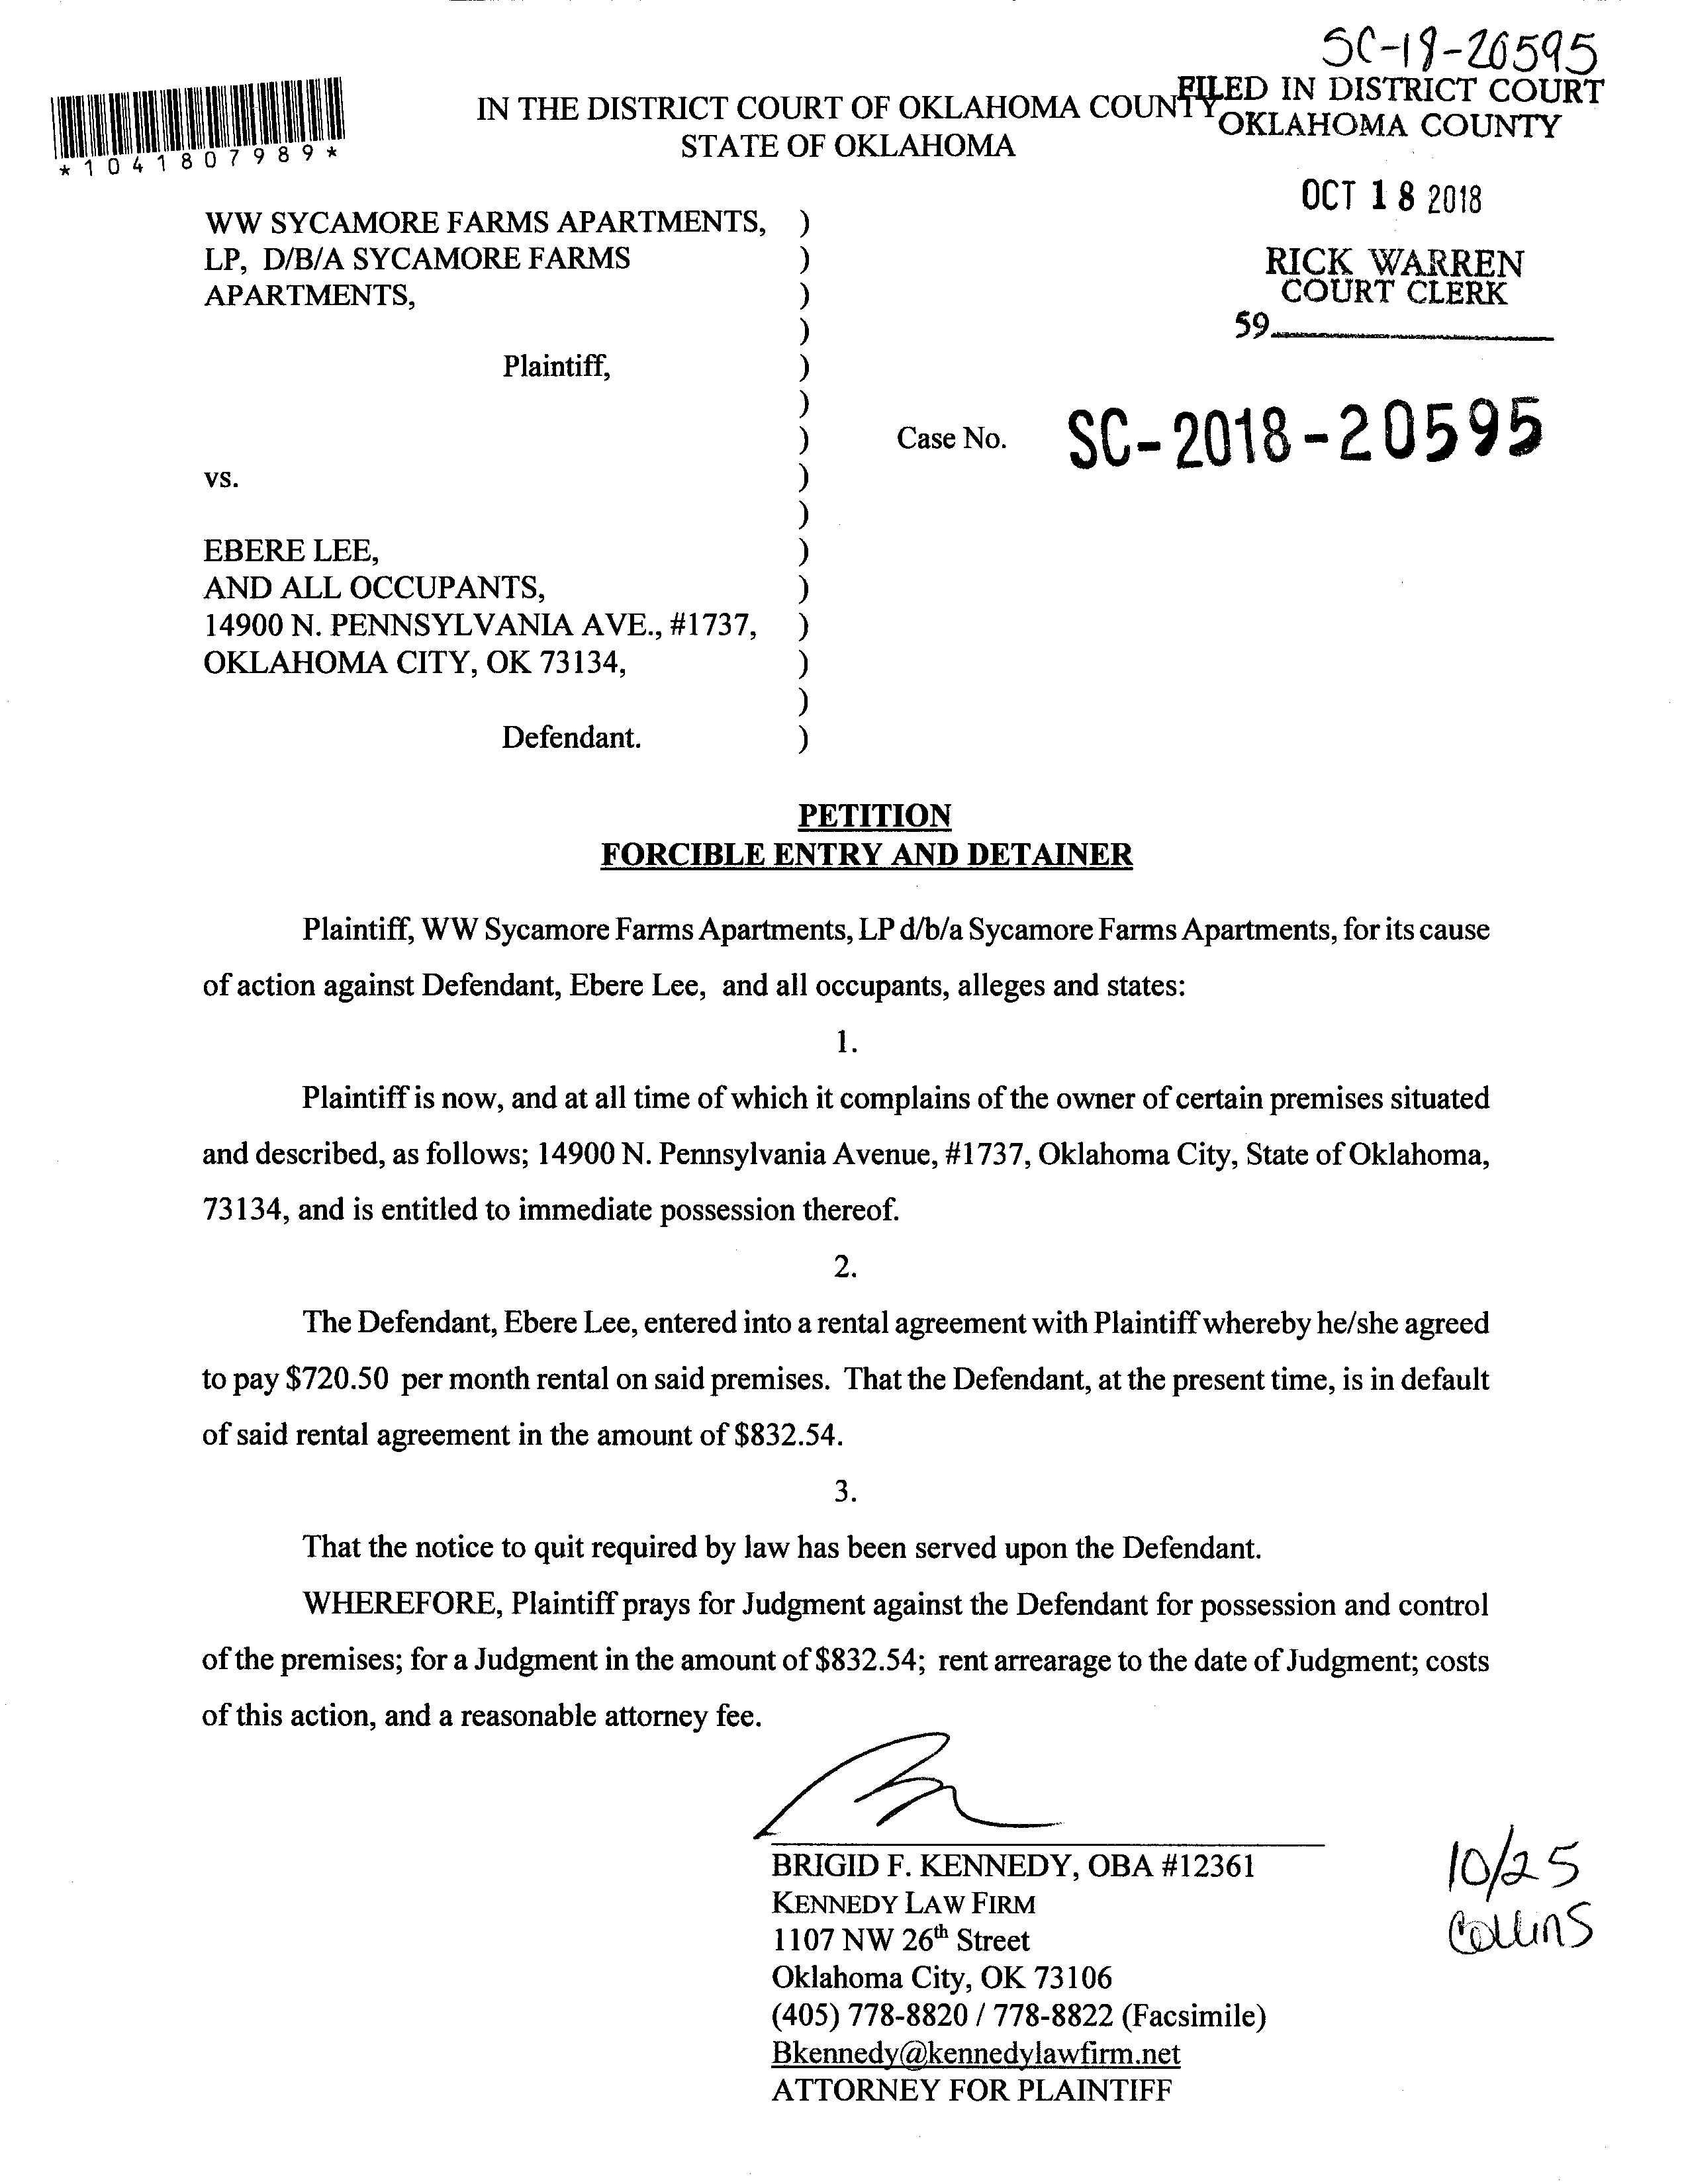 SC-18-20595
FILED IN DISTRICT COURT
OKLAHOMA COUNTY
*1041807989*
IN THE DISTRICT COURT OF OKLAHOMA COUNTY
STATE OF OKLAHOMA
OCT 18 2018
RICK WARREN
COURT CLERK
59
WW SYCAMORE FARMS APARTMENTS, )
LP, D/B/A SYCAMORE FARMS )
APARTMENTS, )
)
Plaintiff, )
)
) Case No. SC-2018-20595
vs. )
)
EBERE LEE, )
AND ALL OCCUPANTS, )
14900 N. PENNSYLVANIA AVE., #1737, )
OKLAHOMA CITY, OK 73134, )
)
Defendant. )
PETITION
FORCIBLE ENTRY AND DETAINER
Plaintiff, WW Sycamore Farms Apartments, LP d/b/a Sycamore Farms Apartments, for its cause
of action against Defendant, Ebere Lee, and all occupants, alleges and states:
1.
Plaintiff is now, and at all time of which it complains of the owner of certain premises situated
and described, as follows; 14900 N. Pennsylvania Avenue, #1737, Oklahoma City, State of Oklahoma,
73134, and is entitled to immediate possession thereof.
2.
The Defendant, Ebere Lee, entered into a rental agreement with Plaintiff whereby he/she agreed
to pay $720.50 per month rental on said premises. That the Defendant, at the present time, is in default
of said rental agreement in the amount of $832.54.
3.
That the notice to quit required by law has been served upon the Defendant.
WHEREFORE, Plaintiff prays for Judgment against the Defendant for possession and control
of the premises; for a Judgment in the amount of $832.54; rent arrearage to the date of Judgment; costs
of this action, and a reasonable attorney fee.
BRIGID F. KENNEDY, OBA #12361
KENNEDY LAW FIRM
1107 NW 26th Street
Oklahoma City, OK 73106
(405) 778-8820 / 778-8822 (Facsimile)
Bkennedy@kennedylawfirm.net
ATTORNEY FOR PLAINTIFF
10/25
Collins